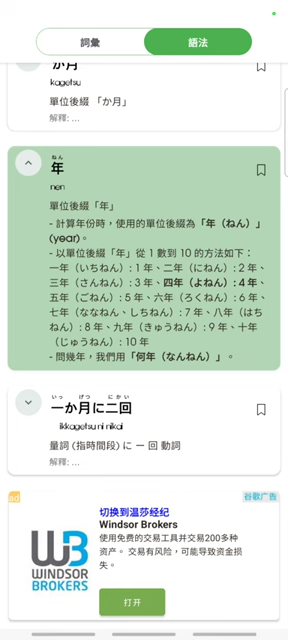 詞彙
語法
か月
kagetsu
單位後綴 「か月」
解釋: ...
ねん
年
nen
單位後綴「年」
- 計算年份時，使用的單位後綴為「年（ねん）」
(year)。
- 以單位後綴「年」從 1 數到 10 的方法如下：
一年（いちねん）: 1 年、二年（にねん）: 2 年、
三年（さんねん）: 3 年、四年（よねん）: 4 年、
五年（ごねん）: 5 年、六年（ろくねん）: 6 年、
七年（ななねん、しちねん）: 7 年、八年（はち
ねん）: 8 年、九年（きゅうねん）: 9 年、十年
（じゅうねん）: 10 年
- 問幾年，我們用「何年（なんねん）」。
いっ げつ にかい
一か月に二回
ikkagetsu ni nikai
量詞 (指時間段) に 一 回 動詞
解釋: ...
ad
谷歌广告
切换到温莎经纪
Windsor Brokers
使用免费的交易工具并交易200多种
资产。 交易有风险，可能导致资金损
失。
WINDSOR
BROKERS
打开